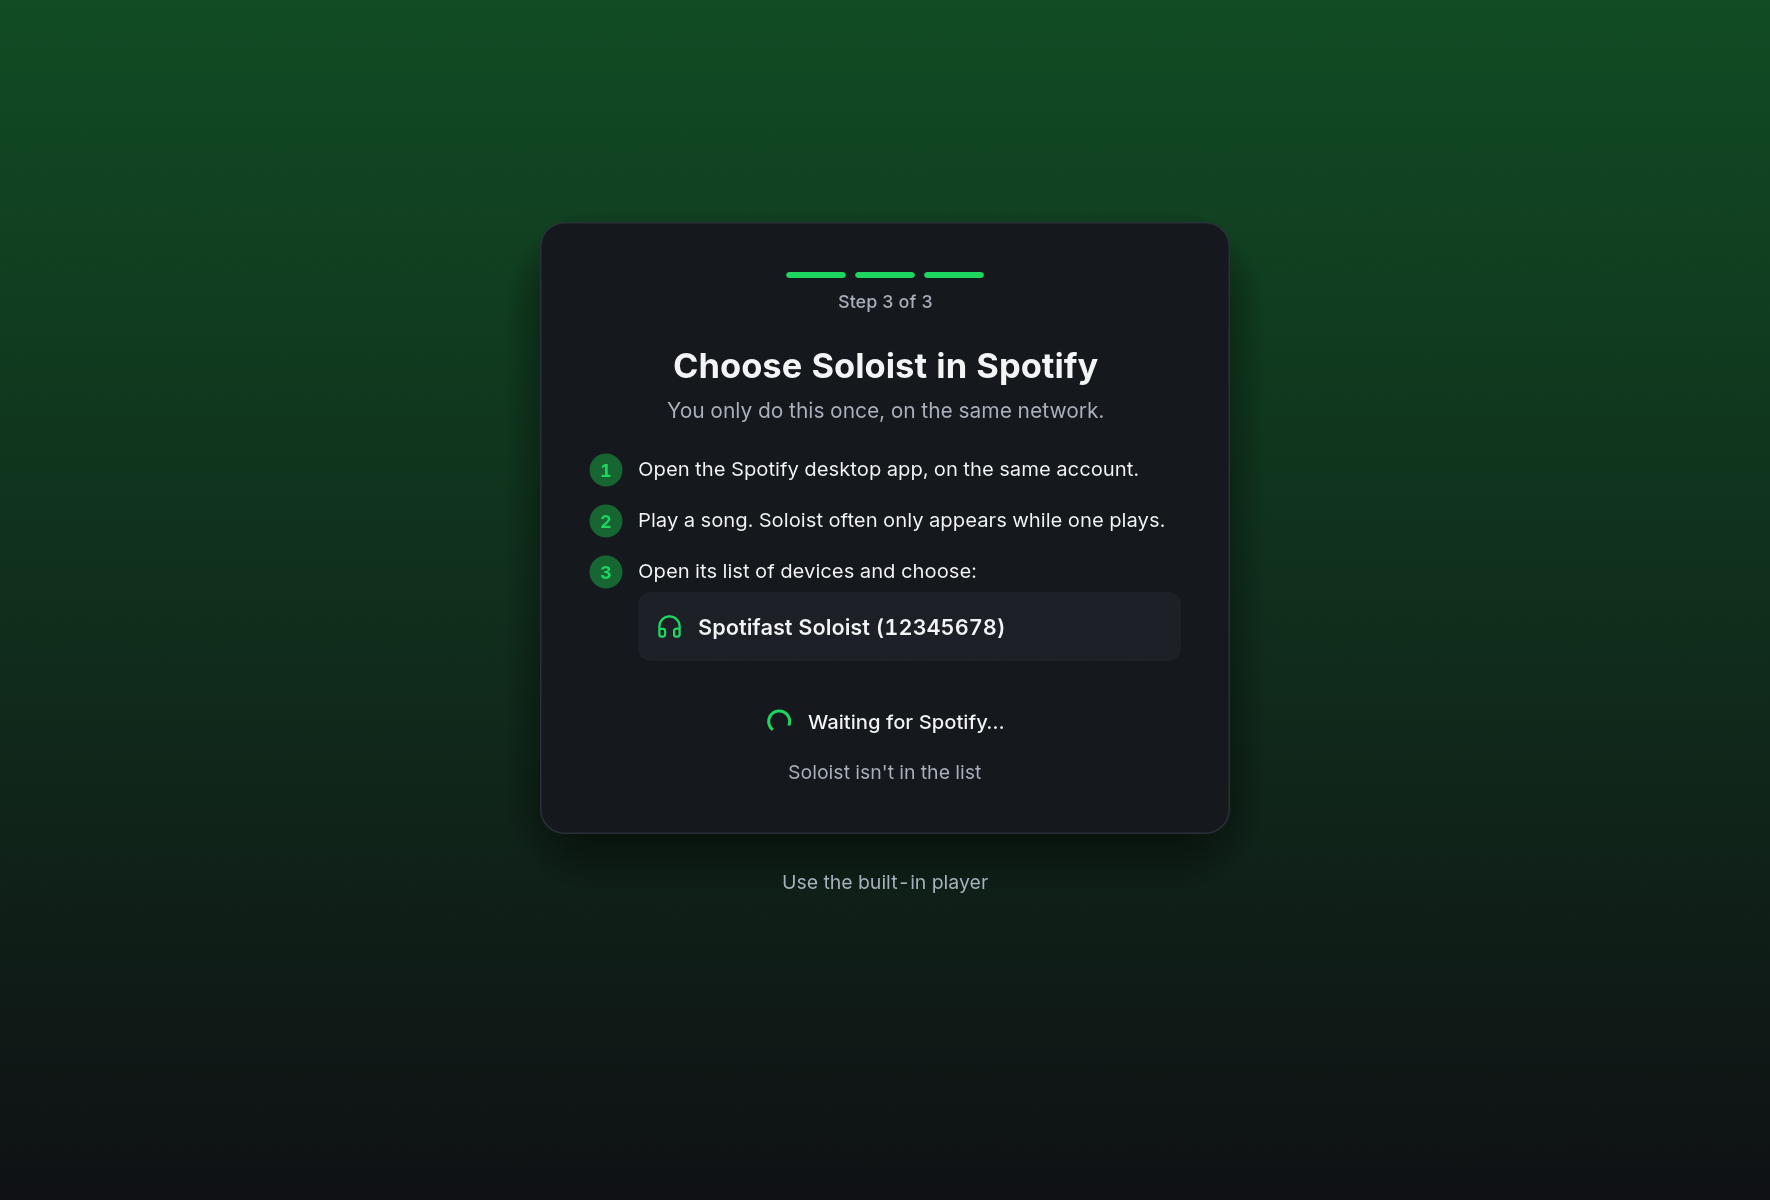 Step 3 of 3
Choose Soloist in Spotify
You only do this once, on the same network.
1 Open the Spotify desktop app, on the same account.
2 Play a song. Soloist often only appears while one plays.
3 Open its list of devices and choose:
Spotifast Soloist (12345678)
Waiting for Spotify...
Soloist isn't in the list
Use the built-in player